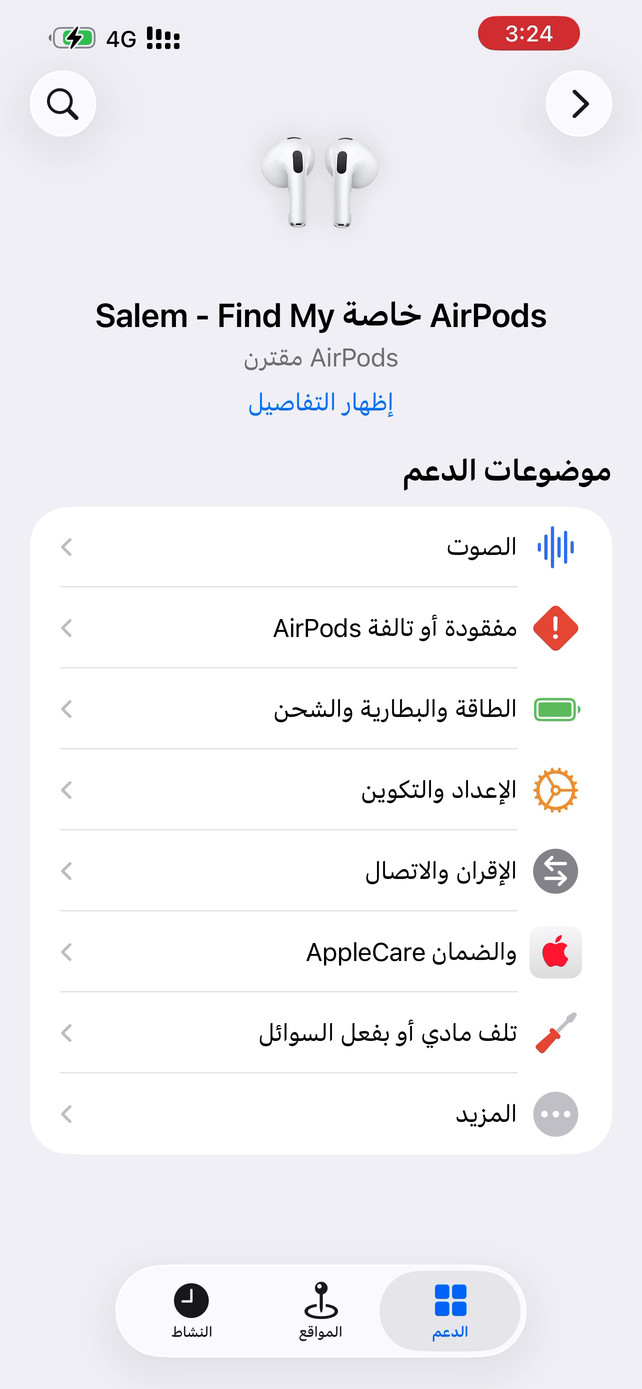 3:24
4G
AirPods خاصة Salem - Find My
AirPods مقترن
إظهار التفاصيل
موضوعات الدعم
الصوت
مفقودة أو تالفة AirPods
الطاقة والبطارية والشحن
الإعداد والتكوين
الإقران والاتصال
والضمان AppleCare
تلف مادي أو بفعل السوائل
المزيد
الدعم
المواقع
النشاط